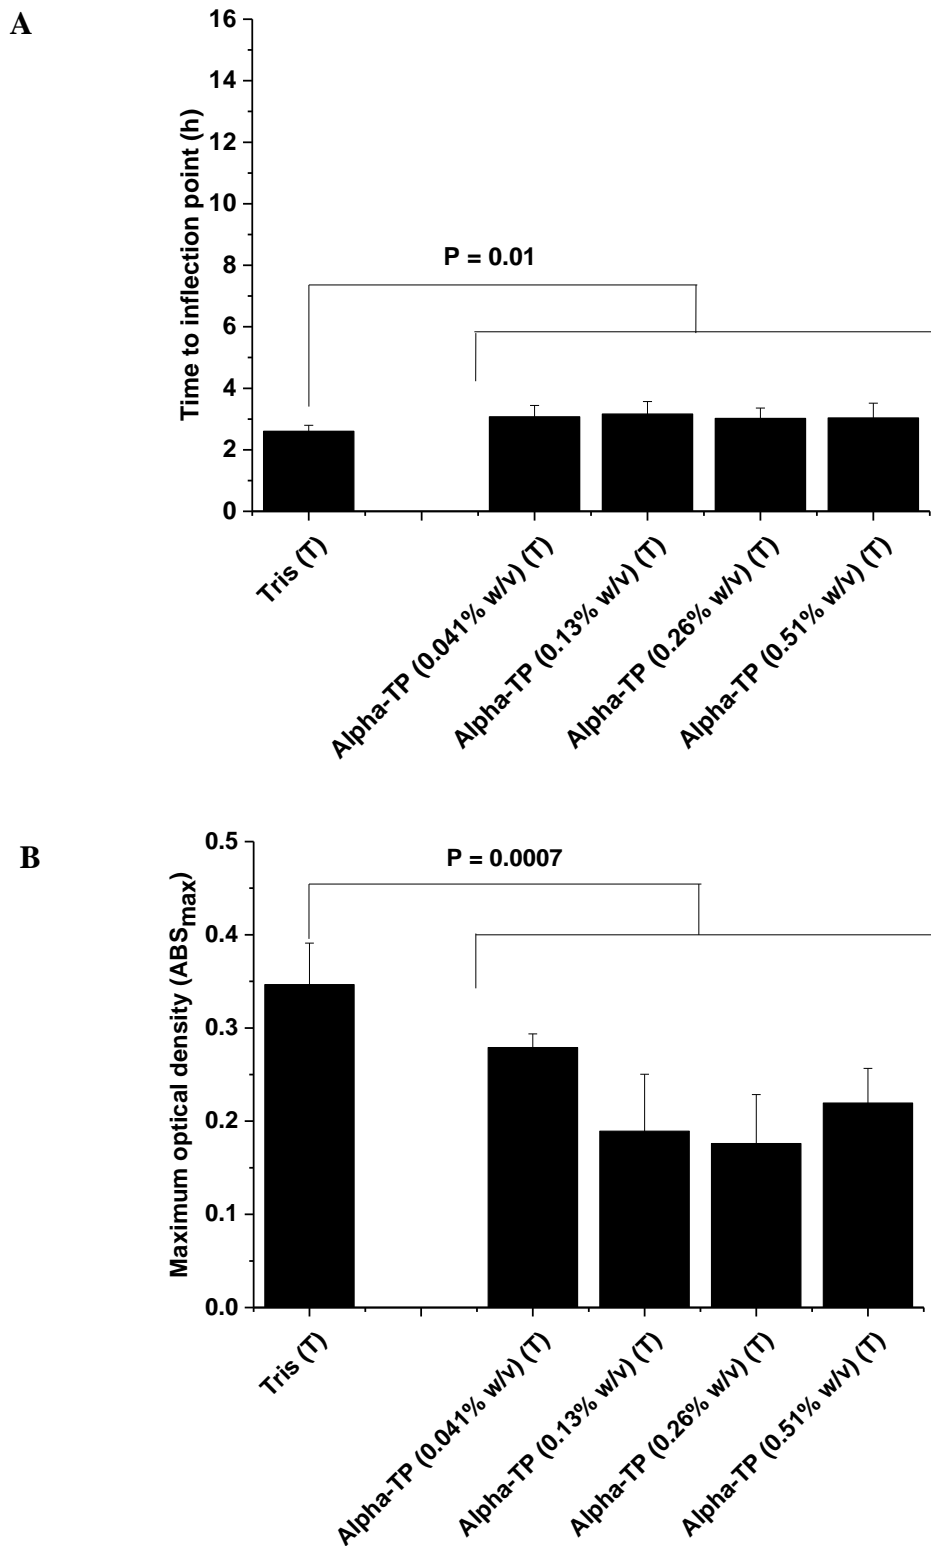 A
Time to inflection point (h)
16
14
12
10
8
6
4
2
0
P = 0.01
Tris (T)
Alpha-TP (0.041% w/v) (T)
Alpha-TP (0.13% w/v) (T)
Alpha-TP (0.26% w/v) (T)
Alpha-TP (0.51% w/v) (T)
B
Maximum optical density (ABSmax)
0.5
0.4
0.3
0.2
0.1
0.0
P = 0.0007
Tris (T)
Alpha-TP (0.041% w/v) (T)
Alpha-TP (0.13% w/v) (T)
Alpha-TP (0.26% w/v) (T)
Alpha-TP (0.51% w/v) (T)